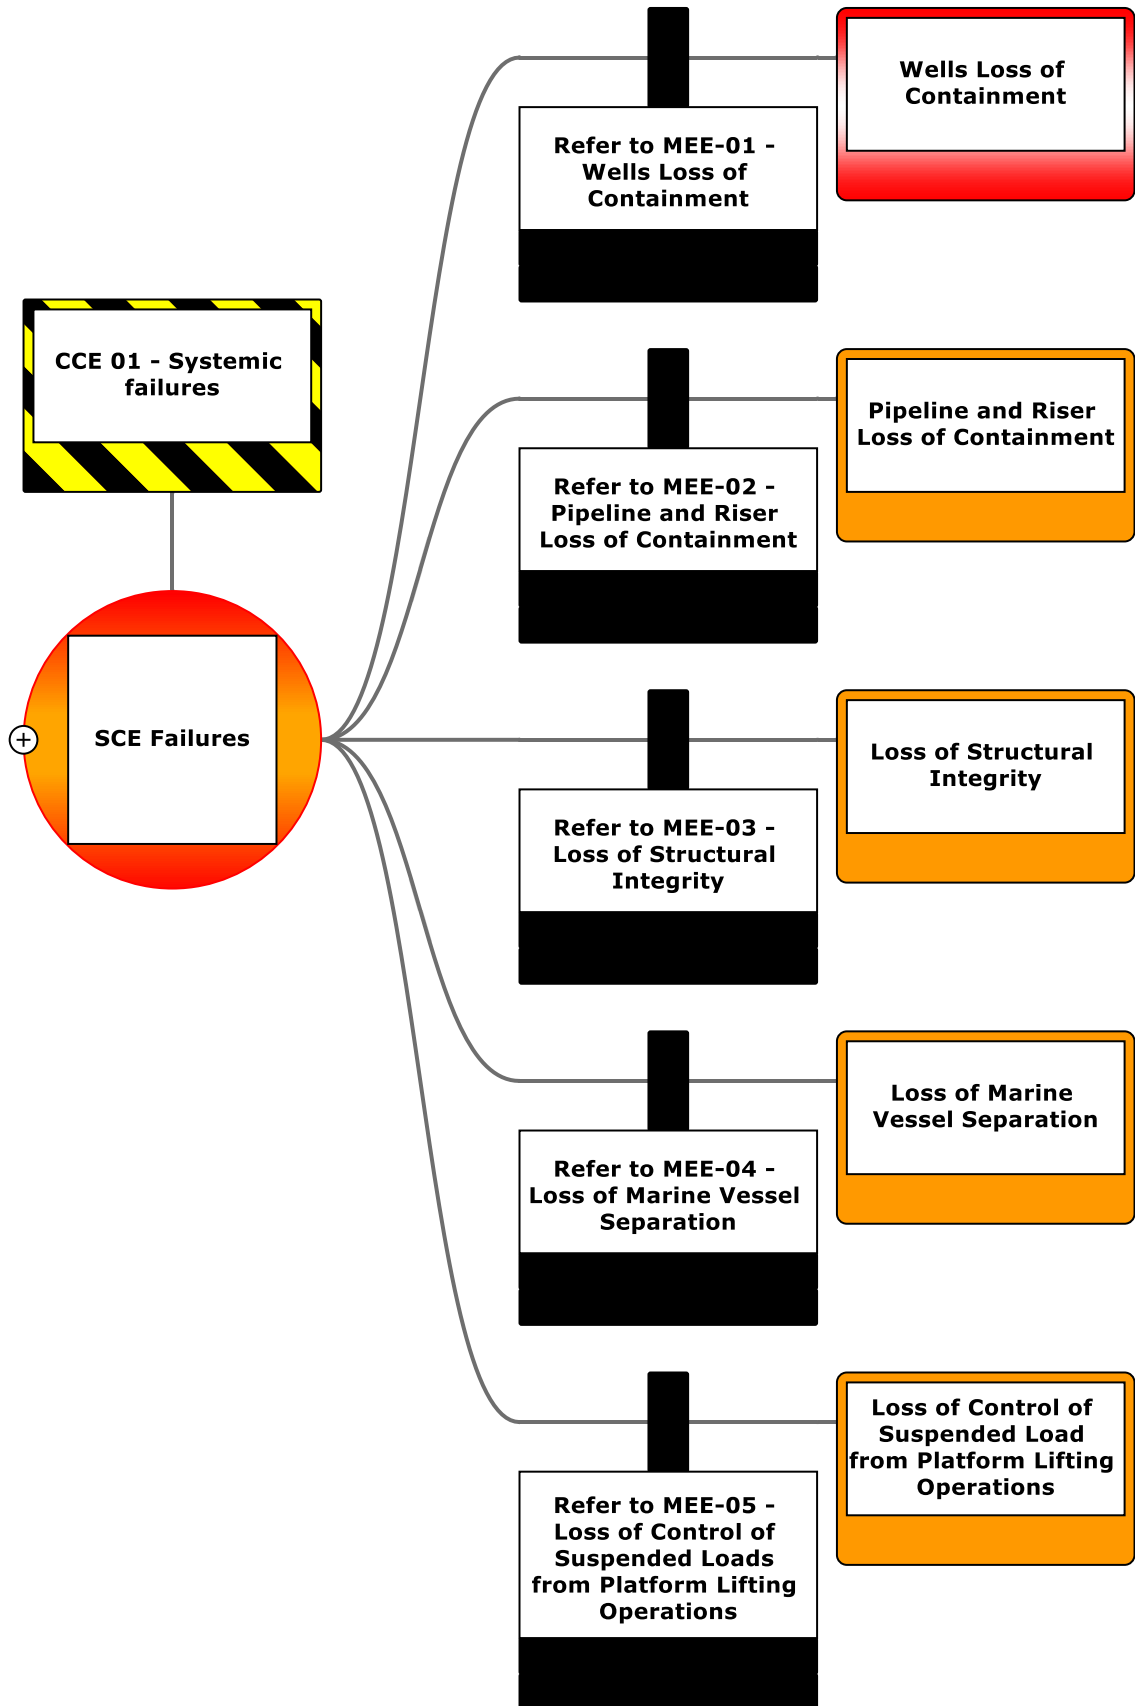 CCE 01 - Systemic
failures
SCE Failures
Refer to MEE-01 -
Wells Loss of
Containment
Wells Loss of
Containment
Refer to MEE-02 -
Pipeline and Riser
Loss of Containment
Pipeline and Riser
Loss of Containment
Refer to MEE-03 -
Loss of Structural
Integrity
Loss of Structural
Integrity
Refer to MEE-04 -
Loss of Marine Vessel
Separation
Loss of Marine
Vessel Separation
Refer to MEE-05 -
Loss of Control of
Suspended Loads
from Platform Lifting
Operations
Loss of Control of
Suspended Load
from Platform Lifting
Operations